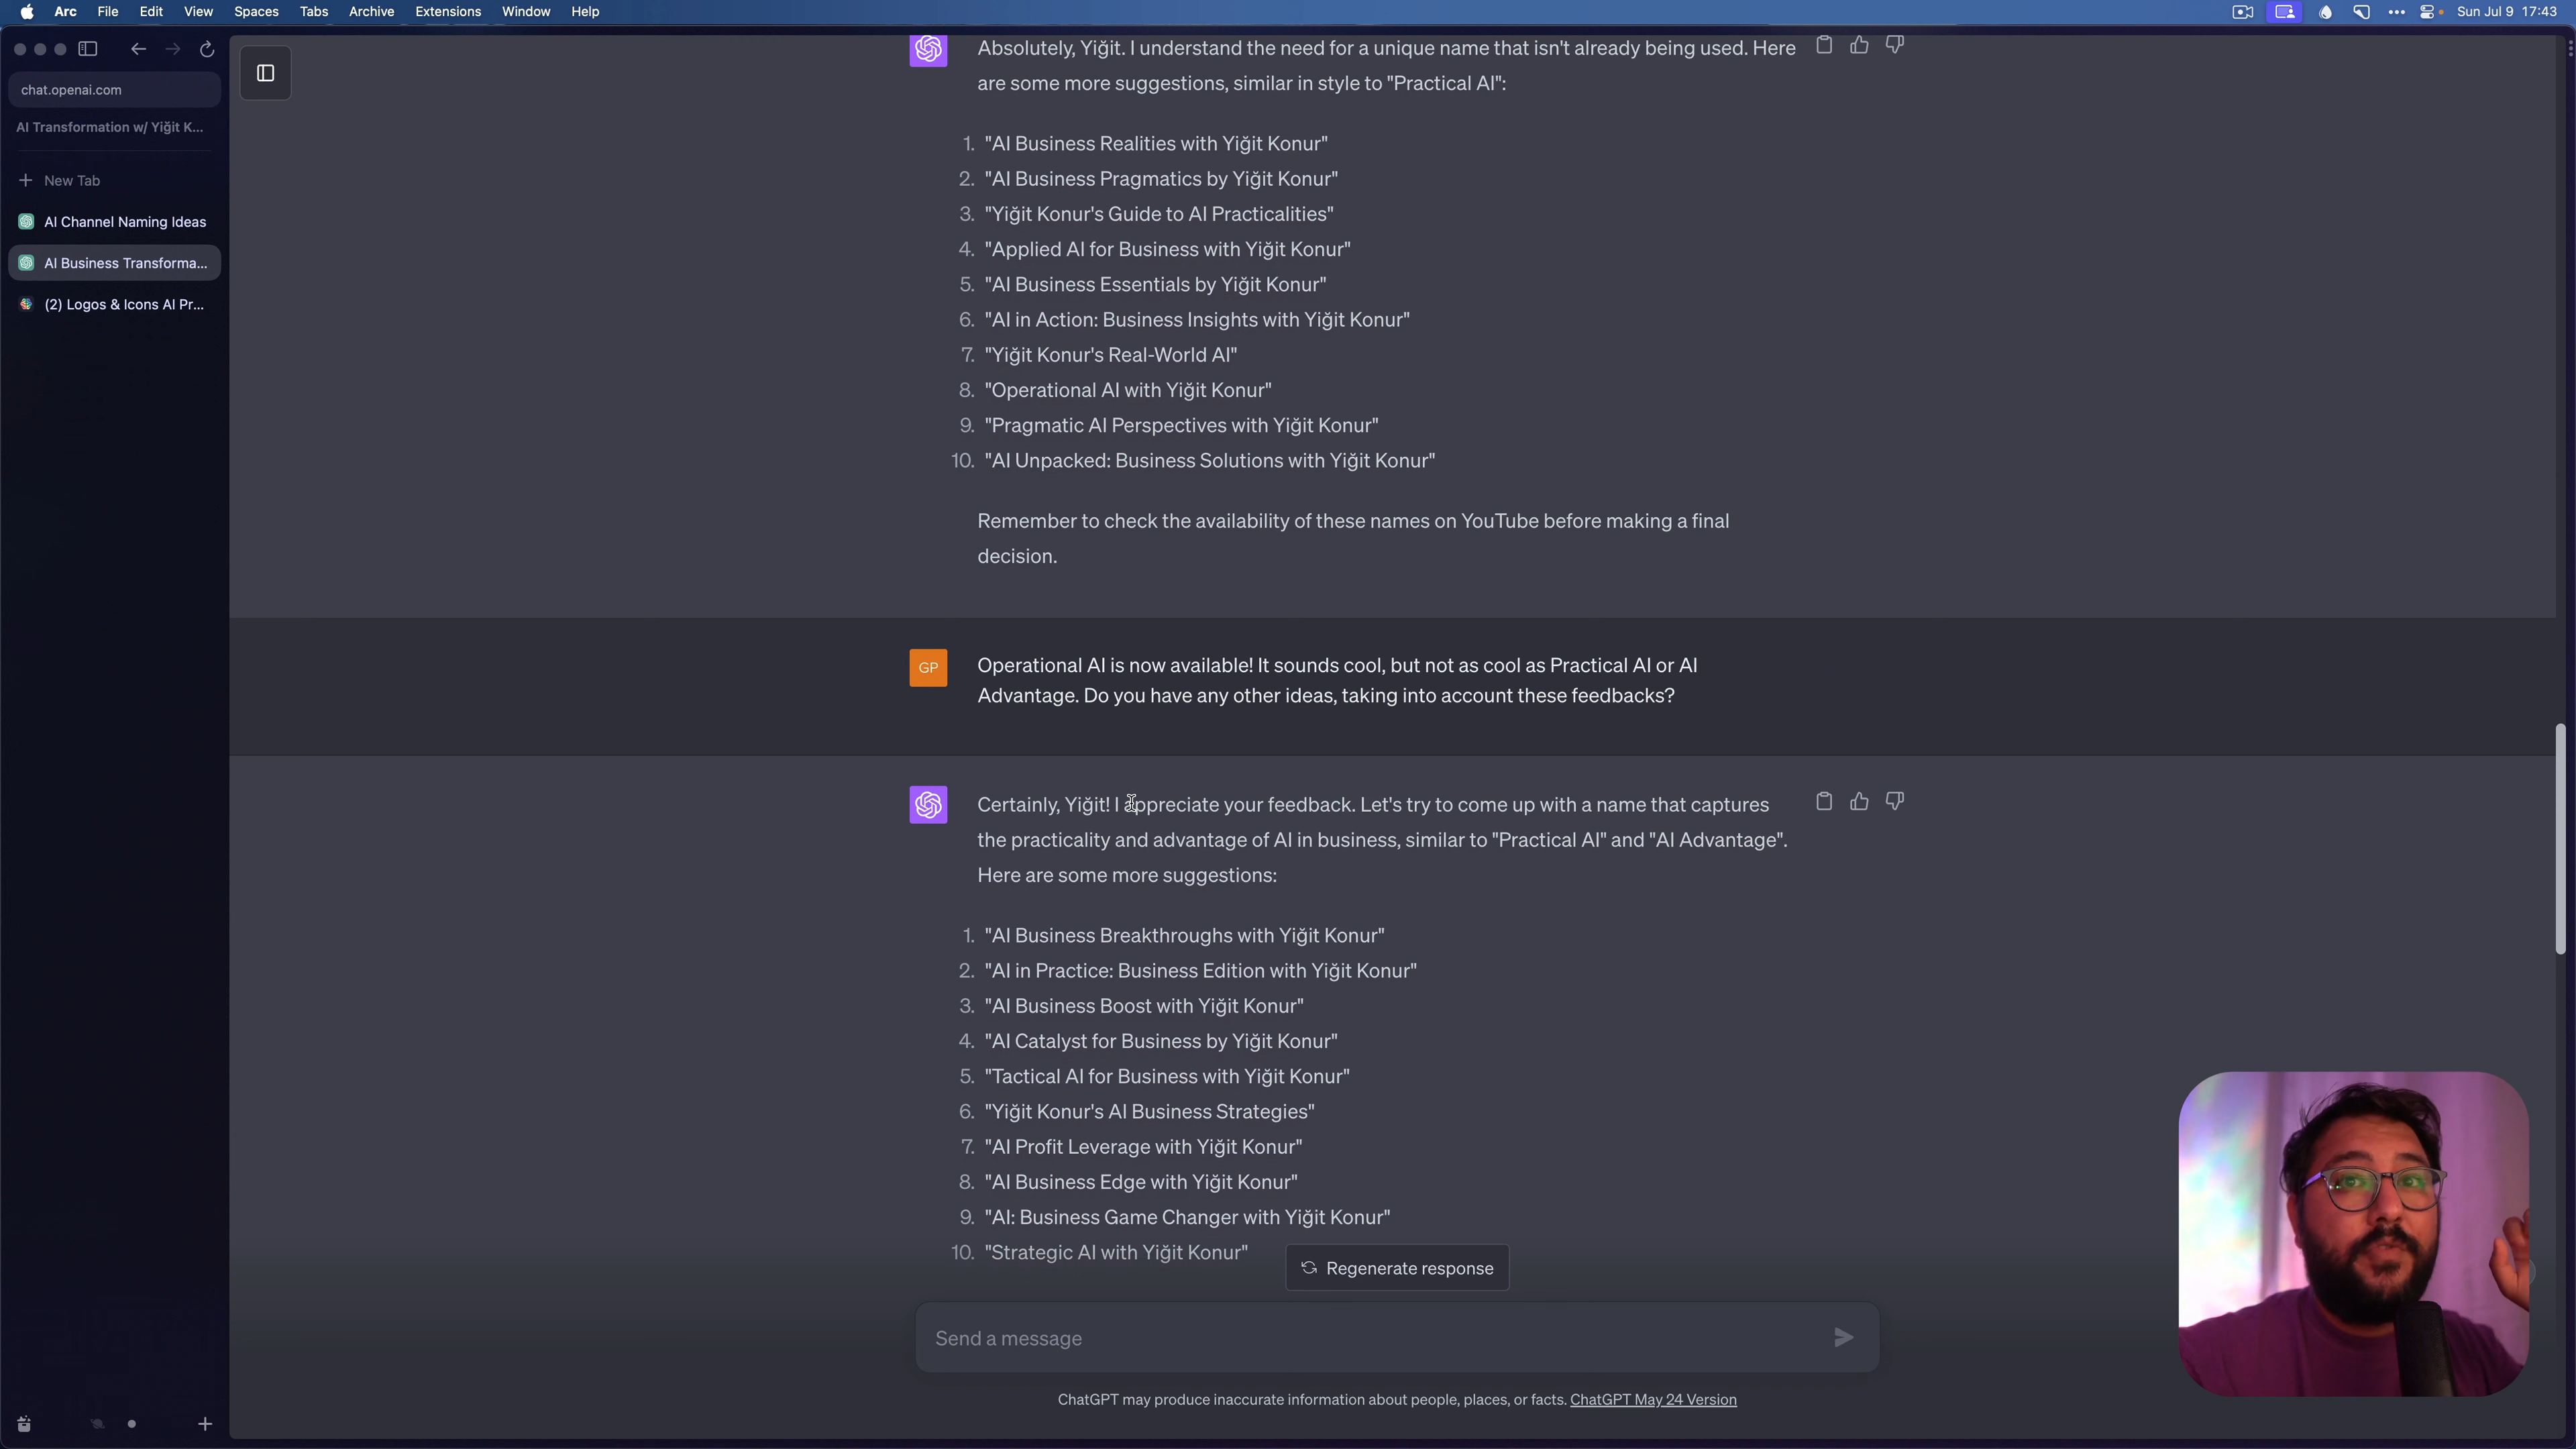 Arc File Edit View Spaces Tabs Archive Extensions Window Help
Sun Jul 9 17:43
chat.openai.com
AI Transformation w/ Yiğit K...
New Tab
AI Channel Naming Ideas
AI Business Transforma...
(2) Logos & Icons AI Pr...
Absolutely, Yiğit. I understand the need for a unique name that isn't already being used. Here
are some more suggestions, similar in style to "Practical AI":
1. "AI Business Realities with Yiğit Konur"
2. "AI Business Pragmatics by Yiğit Konur"
3. "Yiğit Konur's Guide to AI Practicalities"
4. "Applied AI for Business with Yiğit Konur"
5. "AI Business Essentials by Yiğit Konur"
6. "AI in Action: Business Insights with Yiğit Konur"
7. "Yiğit Konur's Real-World AI"
8. "Operational AI with Yiğit Konur"
9. "Pragmatic AI Perspectives with Yiğit Konur"
10. "AI Unpacked: Business Solutions with Yiğit Konur"
Remember to check the availability of these names on YouTube before making a final
decision.
GP
Operational AI is now available! It sounds cool, but not as cool as Practical AI or AI
Advantage. Do you have any other ideas, taking into account these feedbacks?
Certainly, Yiğit! I appreciate your feedback. Let's try to come up with a name that captures
the practicality and advantage of AI in business, similar to "Practical AI" and "AI Advantage".
Here are some more suggestions:
1. "AI Business Breakthroughs with Yiğit Konur"
2. "AI in Practice: Business Edition with Yiğit Konur"
3. "AI Business Boost with Yiğit Konur"
4. "AI Catalyst for Business by Yiğit Konur"
5. "Tactical AI for Business with Yiğit Konur"
6. "Yiğit Konur's AI Business Strategies"
7. "AI Profit Leverage with Yiğit Konur"
8. "AI Business Edge with Yiğit Konur"
9. "AI: Business Game Changer with Yiğit Konur"
10. "Strategic AI with Yiğit Konur"
Regenerate response
Send a message
ChatGPT may produce inaccurate information about people, places, or facts. ChatGPT May 24 Version